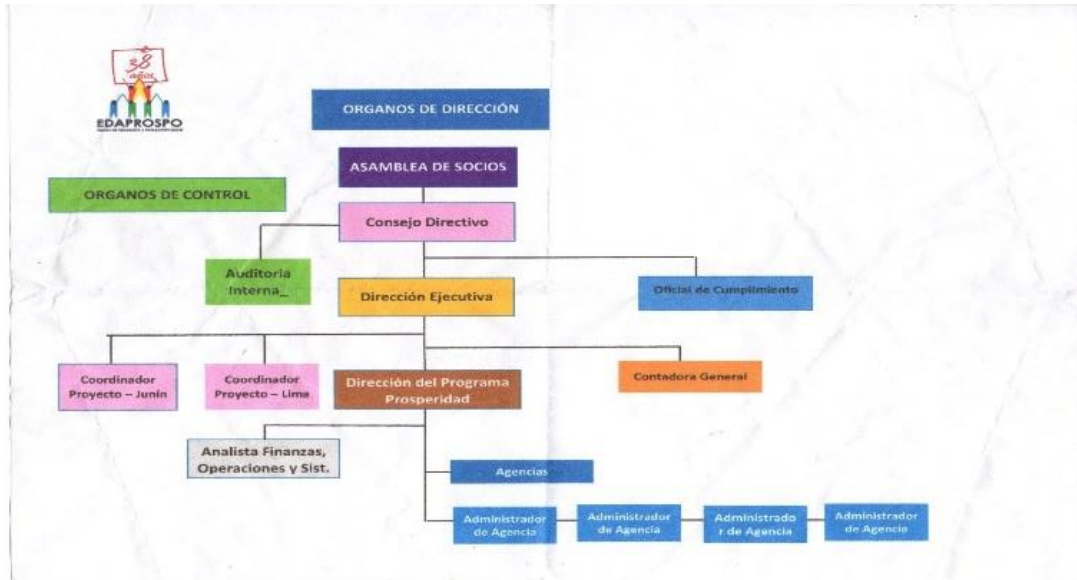 38
años
EDAPROSPO
ORGANOS DE DIRECCIÓN
ASAMBLEA DE SOCIOS
ORGANOS DE CONTROL
Consejo Directivo
Auditoria
Interna_
Dirección Ejecutiva
Oficial de Cumplimiento
Coordinador
Proyecto – Junín
Coordinador
Proyecto – Lima
Dirección del Programa
Prosperidad
Contadora General
Analista Finanzas,
Operaciones y Sist.
Agencias
Administrador
de Agencia
Administrador
de Agencia
Administrado
r de Agencia
Administrador
de Agencia